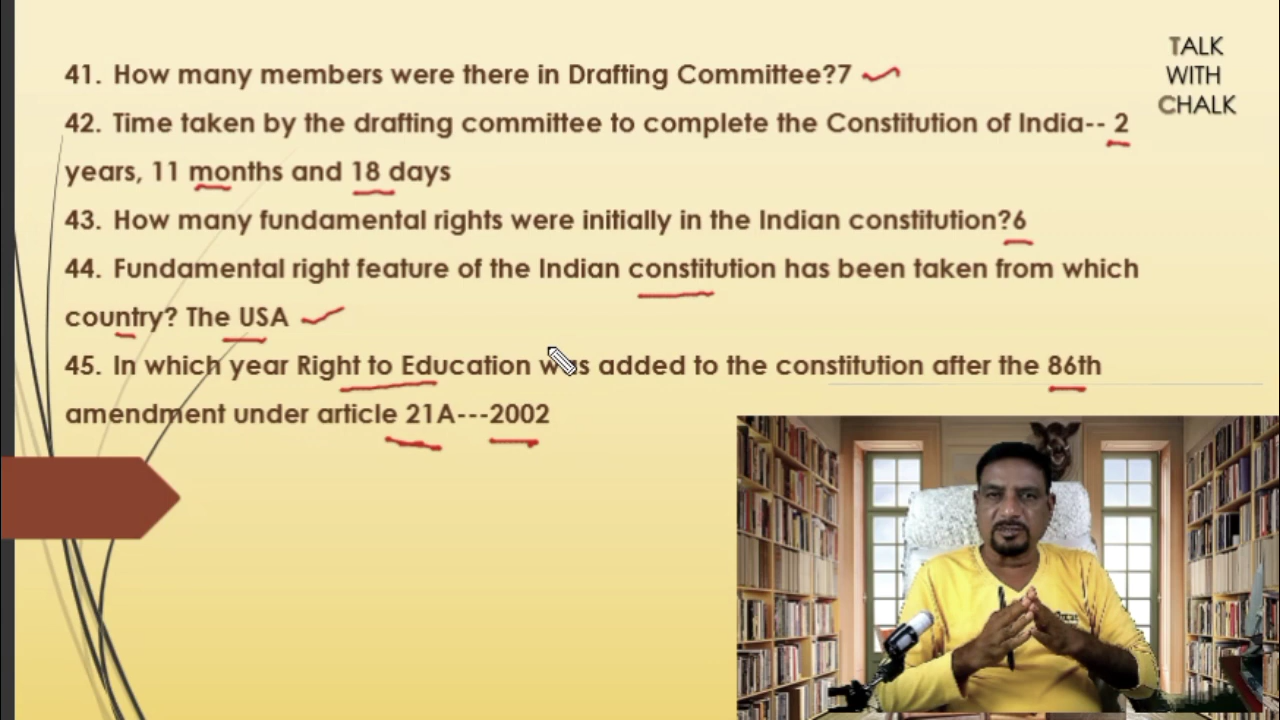 TALK
WITH
CHALK
41. How many members were there in Drafting Committee?7
42. Time taken by the drafting committee to complete the Constitution of India-- 2
years, 11 months and 18 days
43. How many fundamental rights were initially in the Indian constitution?6
44. Fundamental right feature of the Indian constitution has been taken from which
country? The USA
45. In which year Right to Education was added to the constitution after the 86th
amendment under article 21A---2002